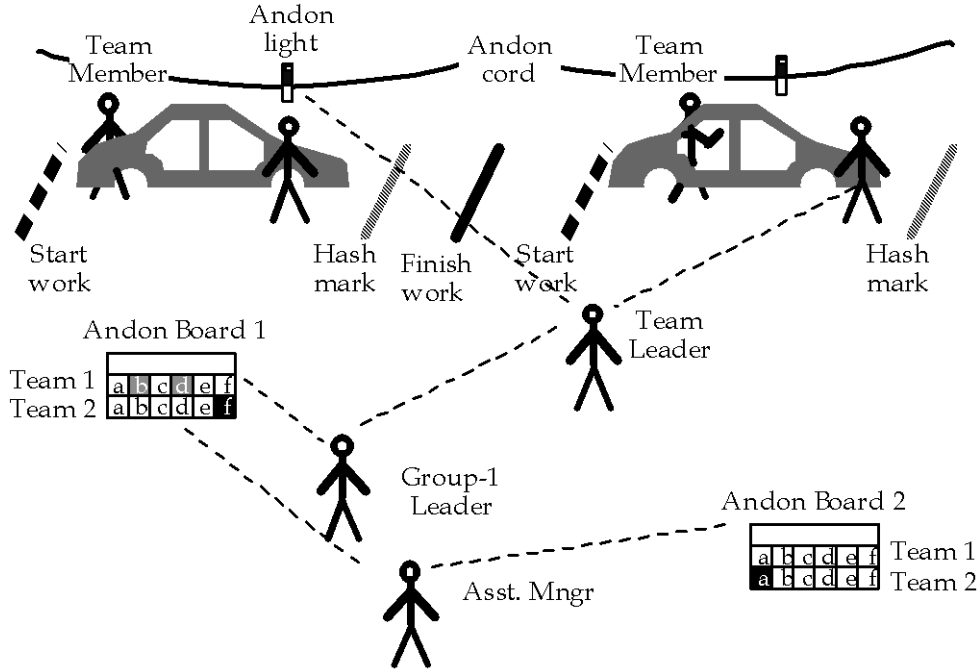 Andon
light
Team
Member
Andon
cord
Team
Member
Start
work
Hash
mark
Finish
work
Start
work
Hash
mark
Team
Leader
Andon Board 1
Team 1
a b c d e f
Team 2
a b c d e f
Group-1
Leader
Andon Board 2
a b c d e f
Team 1
a b c d e f
Team 2
Asst. Mngr